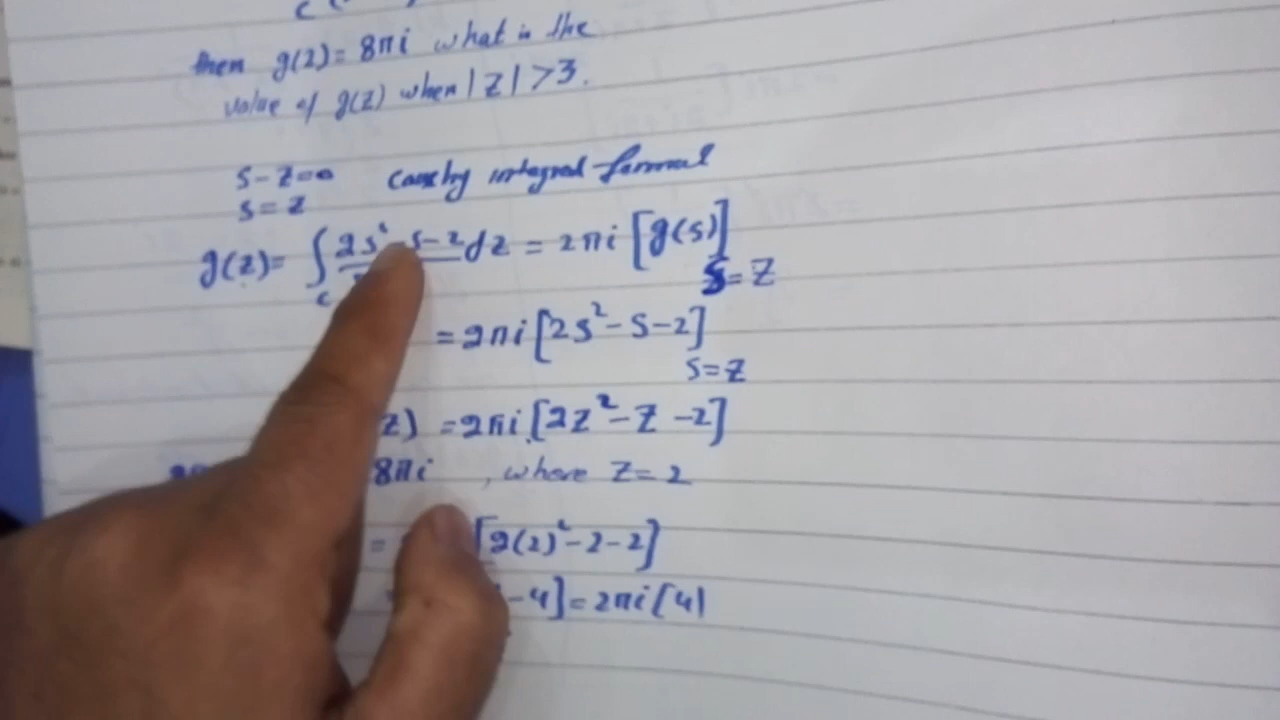 then g(2)= 8πi what is the
value of g(z) when |z| >3.
s-z=0 cauchy integral formul
s=z
g(z)= ∫ 2s² s-2 dz = 2πi [g(s)]
c s=z
=2πi [2s²-s-2]
s=z
z) =2πi [2z²-z-2]
8πi , where z=2
= [2(2)²-2-2]
-4]=2πi[4]